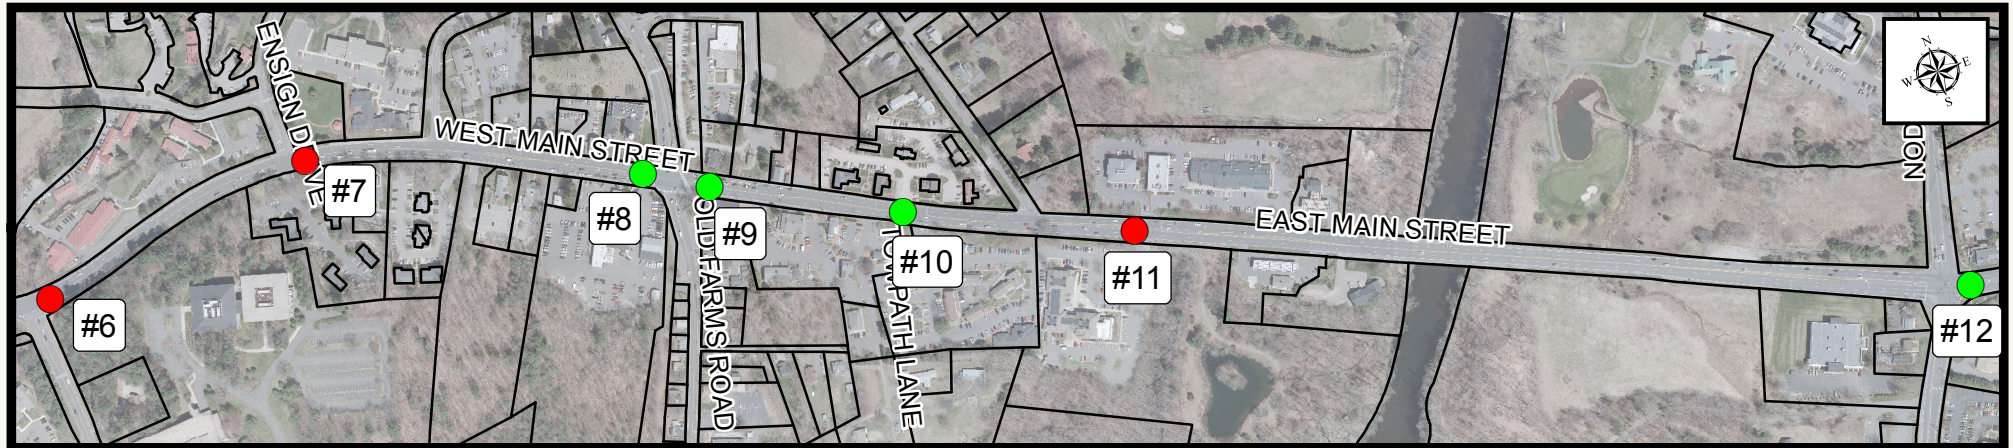 ENSIGN DRIVE
WEST MAIN STREET
#7
#8
#9
OLD FARMS ROAD
#10
TOWPATH LANE
#11
EAST MAIN STREET
NOD
#6
#12
N
E
S
W